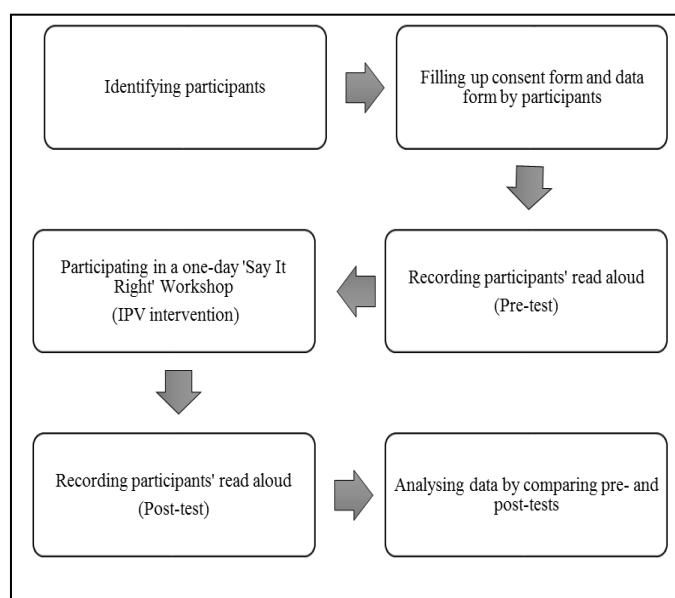 Identifying participants
Filling up consent form and data
form by participants
Recording participants' read aloud
(Pre-test)
Participating in a one-day 'Say It
Right' Workshop
(IPV intervention)
Recording participants' read aloud
(Post-test)
Analysing data by comparing pre- and
post-tests